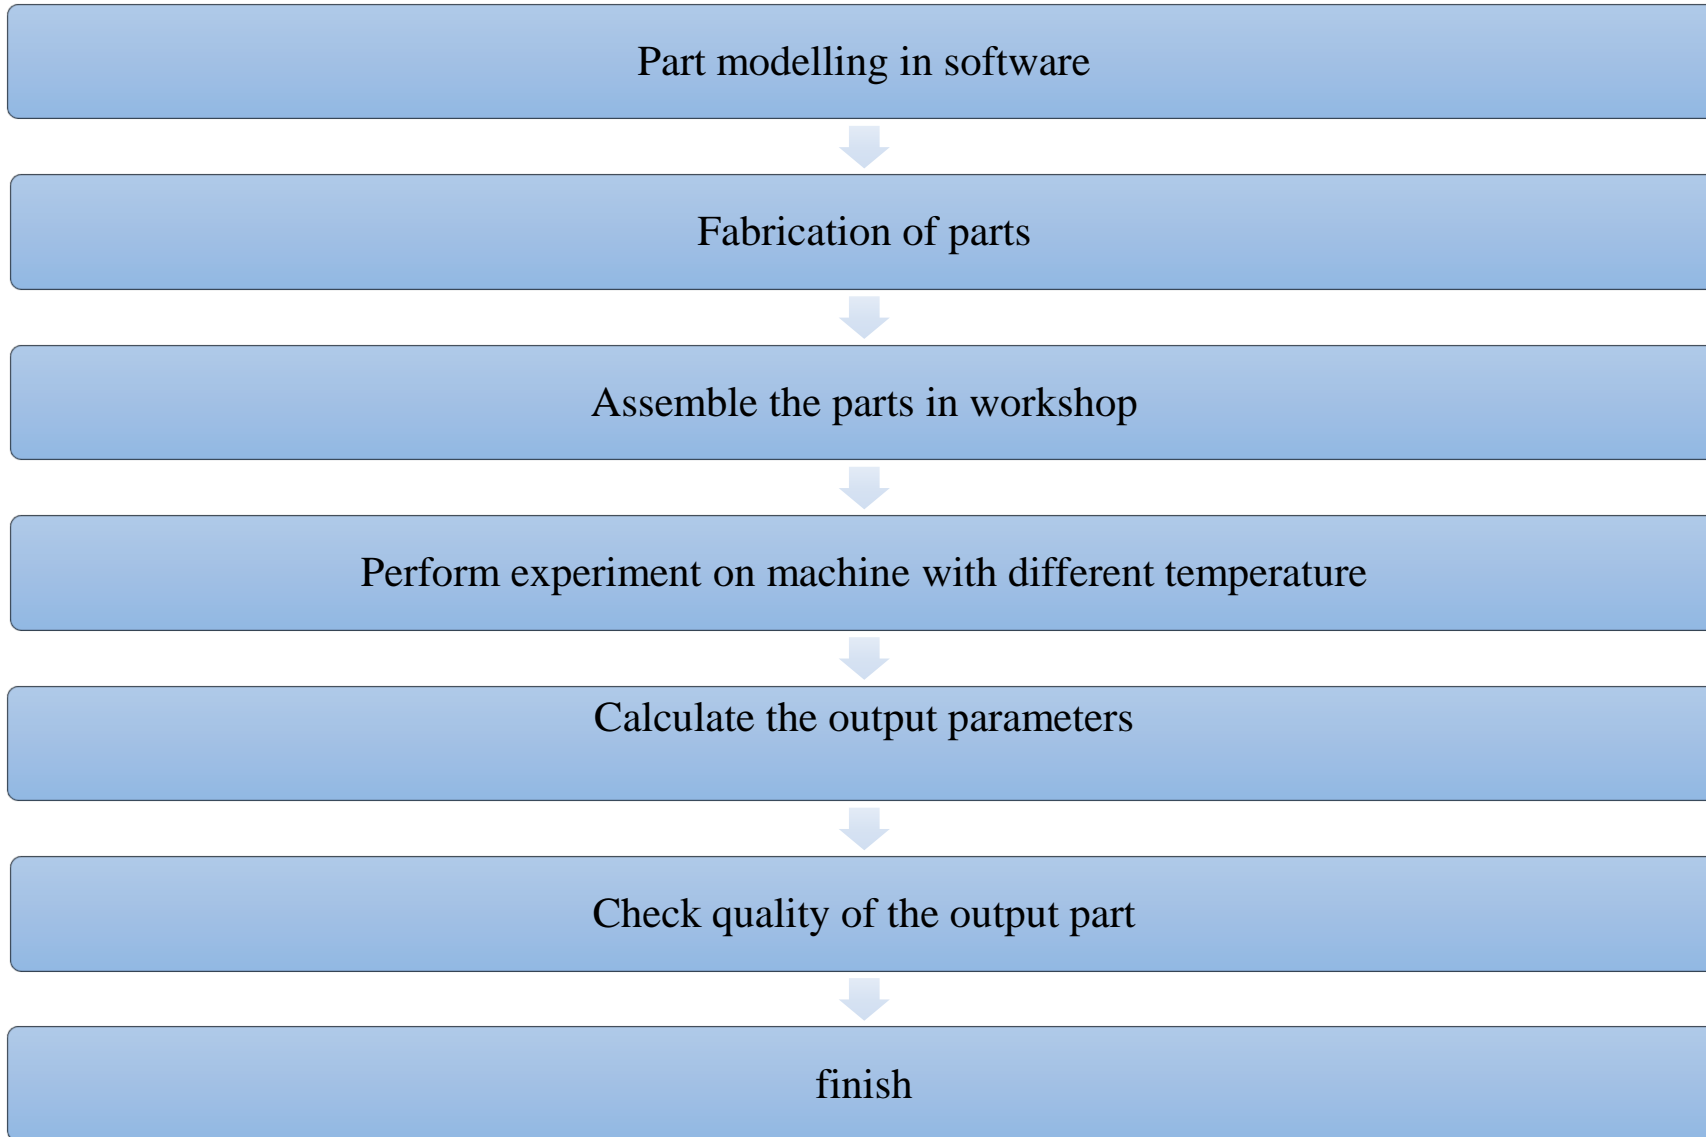 Part modelling in software
Fabrication of parts
Assemble the parts in workshop
Perform experiment on machine with different temperature
Calculate the output parameters
Check quality of the output part
finish